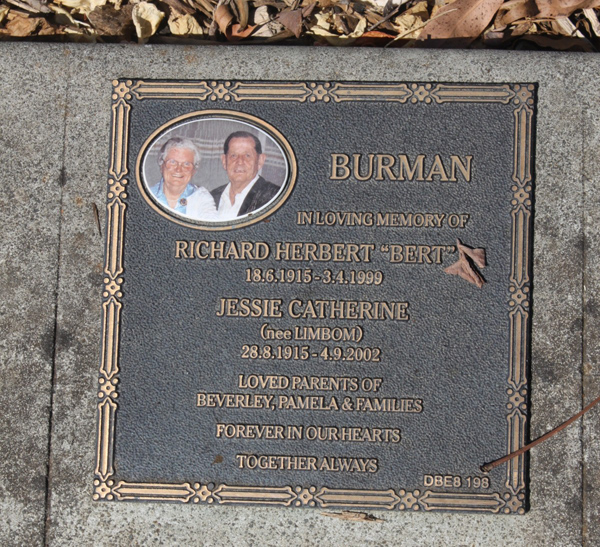 BURMAN
IN LOVING MEMORY OF
RICHARD HERBERT "BERT"
18.6.1915 - 3.4.1999
JESSIE CATHERINE
(nee LIMBOM)
28.8.1915 - 4.9.2002
LOVED PARENTS OF
BEVERLEY, PAMELA & FAMILIES
FOREVER IN OUR HEARTS
TOGETHER ALWAYS
DBE8 198